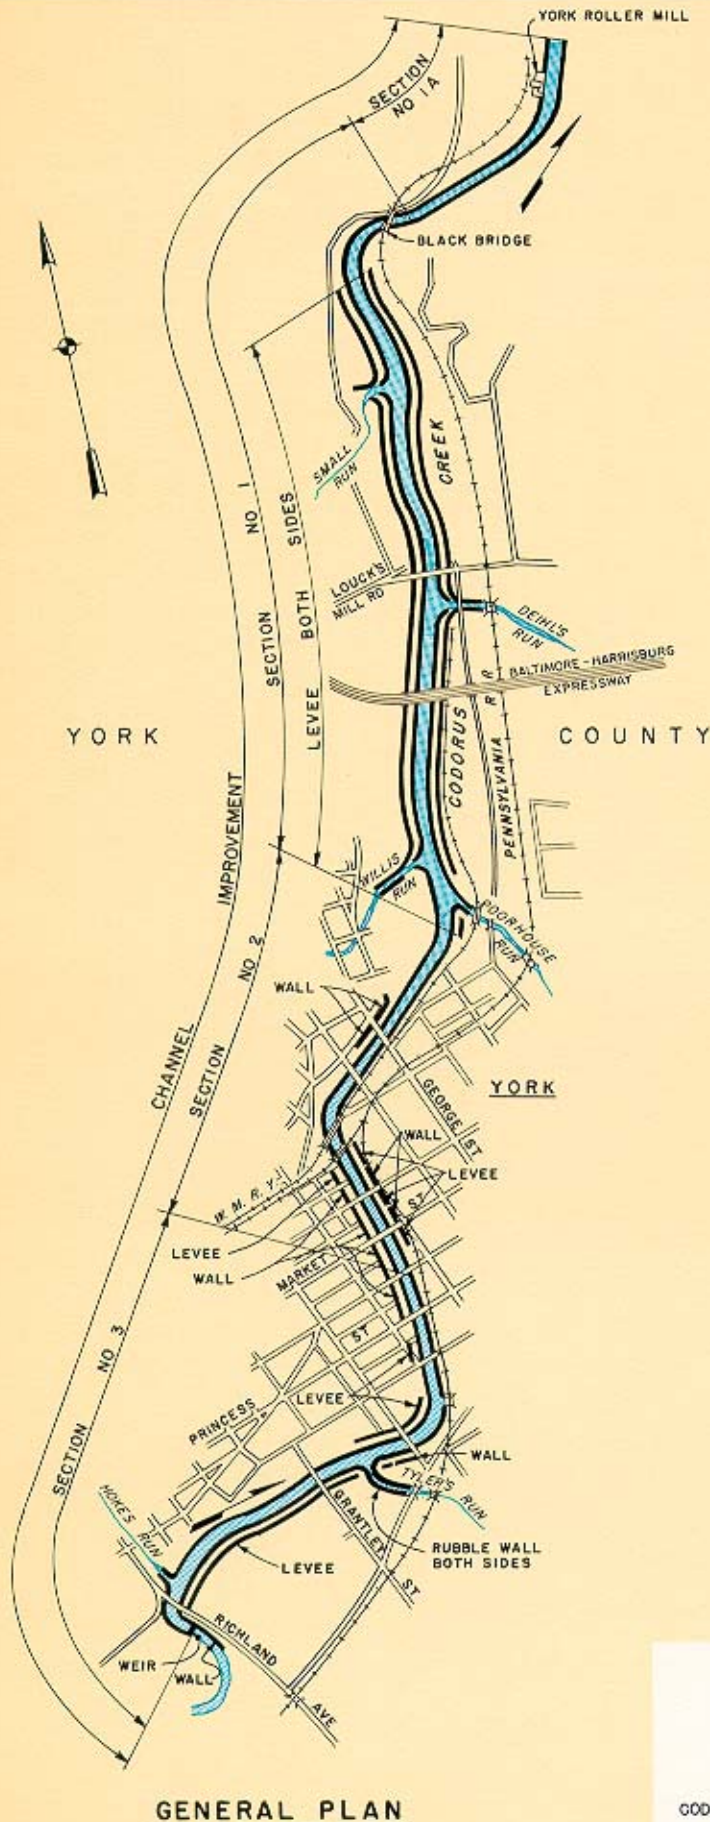 YORK ROLLER MILL
SECTION
NO 1A
BLACK BRIDGE
SMALL
RUN
CREEK
NO 1
SECTION
LEVEE BOTH SIDES
LOUCK'S
MILL RD
DEIHL'S
RUN
BALTIMORE - HARRISBURG
EXPRESSWAY
R R
PENNSYLVANIA
CODORUS
YORK COUNTY
CHANNEL IMPROVEMENT
WILLIS
RUN
POORHOUSE
RUN
SECTION NO 2
WALL
GEORGE ST
YORK
WALL
LEVEE
ST
W. M. R. Y.
LEVEE
WALL
MARKET
ST
SECTION NO 3
LEVEE
PRINCESS
WALL
TYLER'S RUN
HOKES RUN
GRANTLEY
ST
RUBBLE WALL
BOTH SIDES
LEVEE
RICHLAND
AVE
WEIR
WALL
GENERAL PLAN
COD